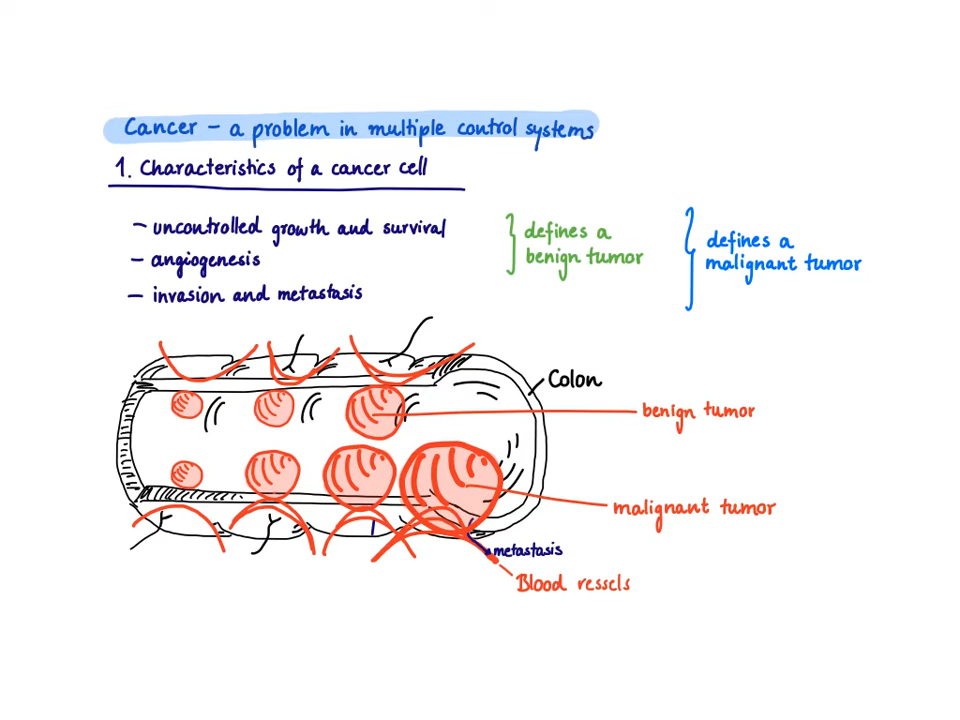 Cancer – a problem in multiple control systems
1. Characteristics of a cancer cell
– uncontrolled growth and survival
– angiogenesis
– invasion and metastasis
defines a
benign tumor
defines a
malignant tumor
Colon
benign tumor
malignant tumor
metastasis
Blood ressels